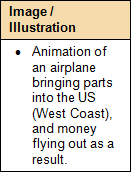 Image /
Illustration
• Animation of
an airplane
bringing parts
into the US
(West Coast),
and money
flying out as a
result.